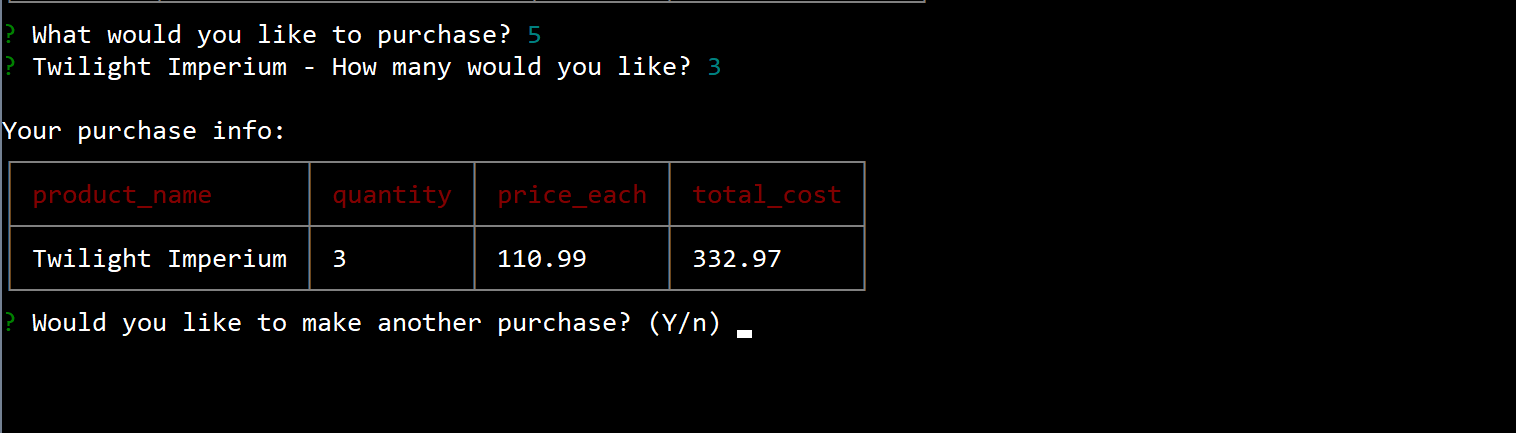 ? What would you like to purchase? 5
? Twilight Imperium - How many would you like? 3
Your purchase info:
product_name quantity price_each total_cost
Twilight Imperium 3 110.99 332.97
? Would you like to make another purchase? (Y/n)